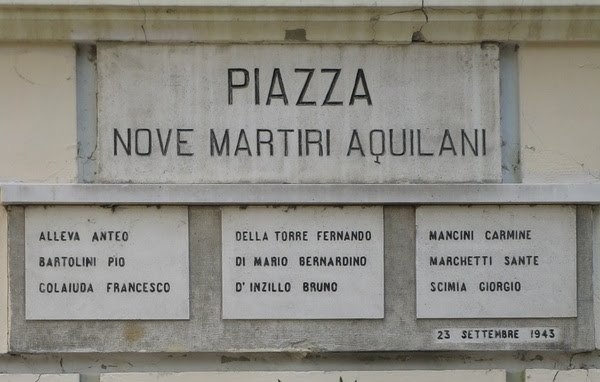 PIAZZA
NOVE MARTIRI AQUILANI
ALLEVA ANTEO
BARTOLINI PIO
COLAIUDA FRANCESCO
DELLA TORRE FERNANDO
DI MARIO BERNARDINO
D'INZILLO BRUNO
MANCINI CARMINE
MARCHETTI SANTE
SCIMIA GIORGIO
23 SETTEMBRE 1943